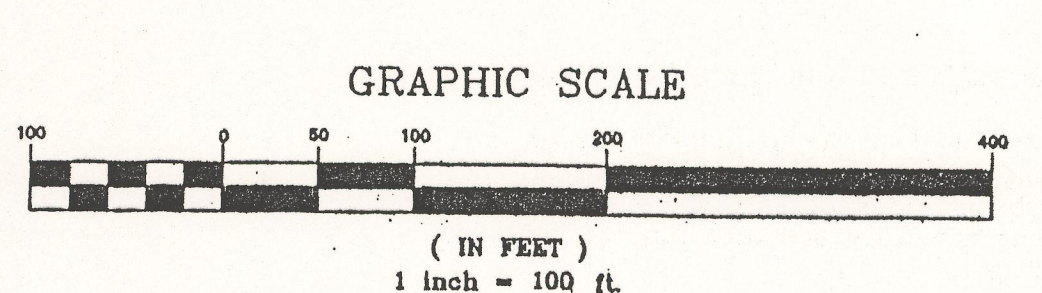 GRAPHIC SCALE
100 0 50 100 200 400
( IN FEET )
1 inch = 100 ft.